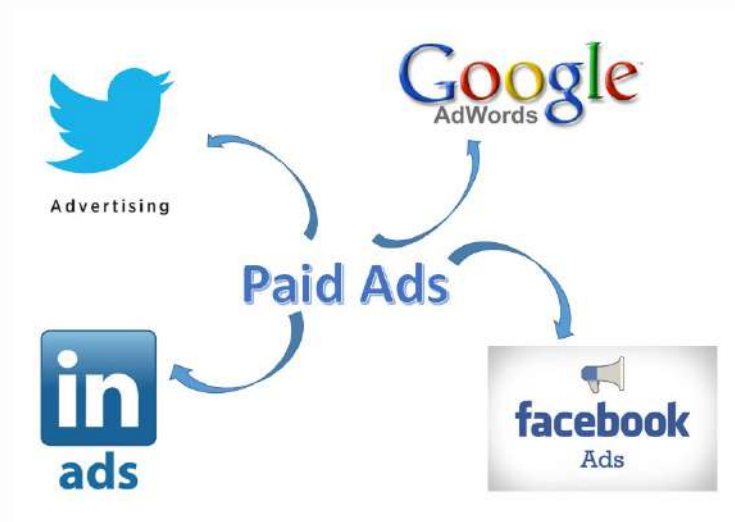 Google
AdWords
Advertising
Paid Ads
in
ads
facebook
Ads